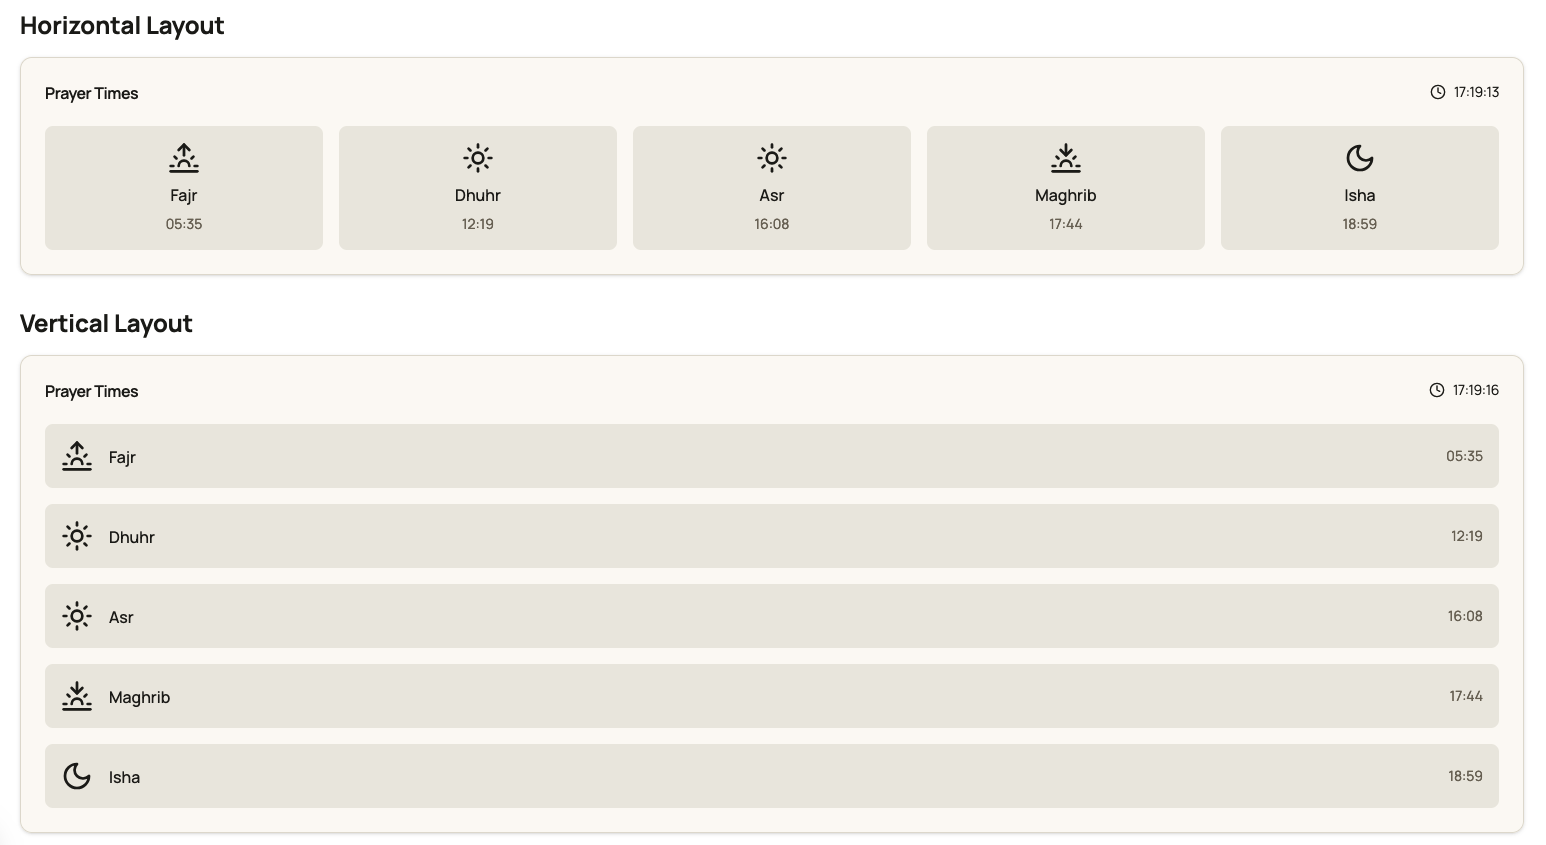 Horizontal Layout
Prayer Times
17:19:13
Fajr
05:35
Dhuhr
12:19
Asr
16:08
Maghrib
17:44
Isha
18:59
Vertical Layout
Prayer Times
17:19:16
Fajr
05:35
Dhuhr
12:19
Asr
16:08
Maghrib
17:44
Isha
18:59